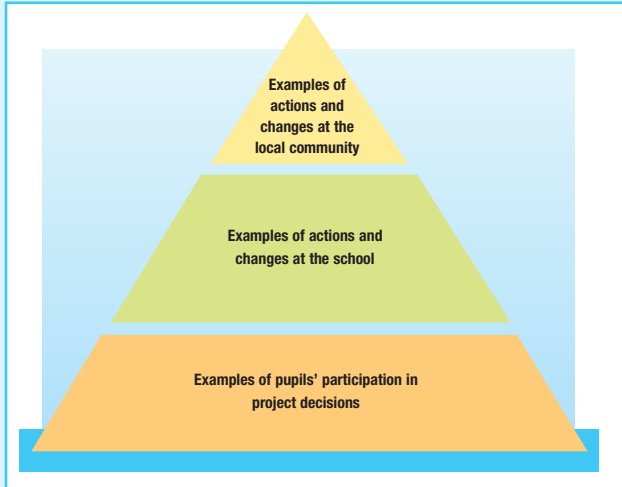 Examples of
actions and
changes at the
local community
Examples of actions and
changes at the school
Examples of pupils’ participation in
project decisions